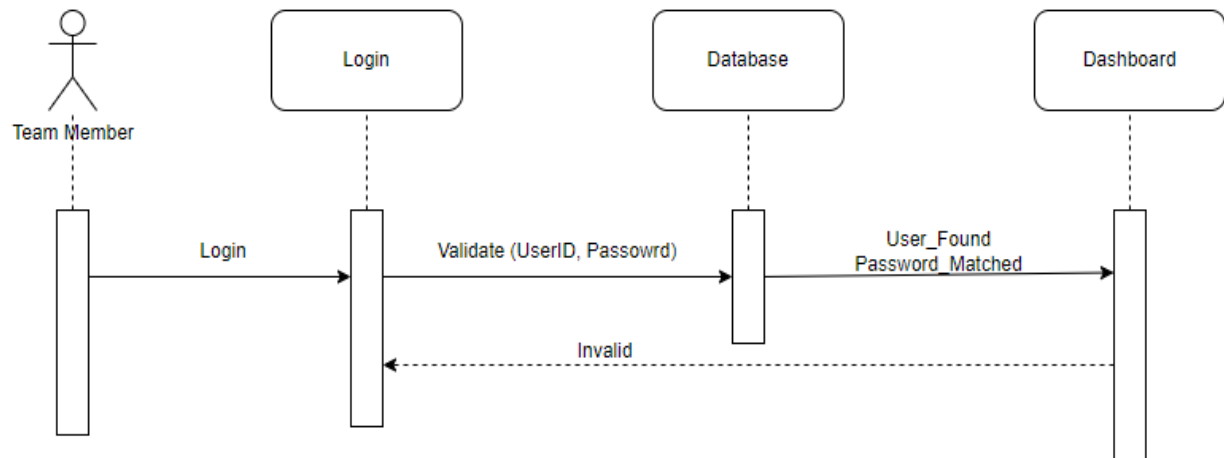 Login
Database
Dashboard
Team Member
Login
Validate (UserID, Passowrd)
User_Found
Password_Matched
Invalid